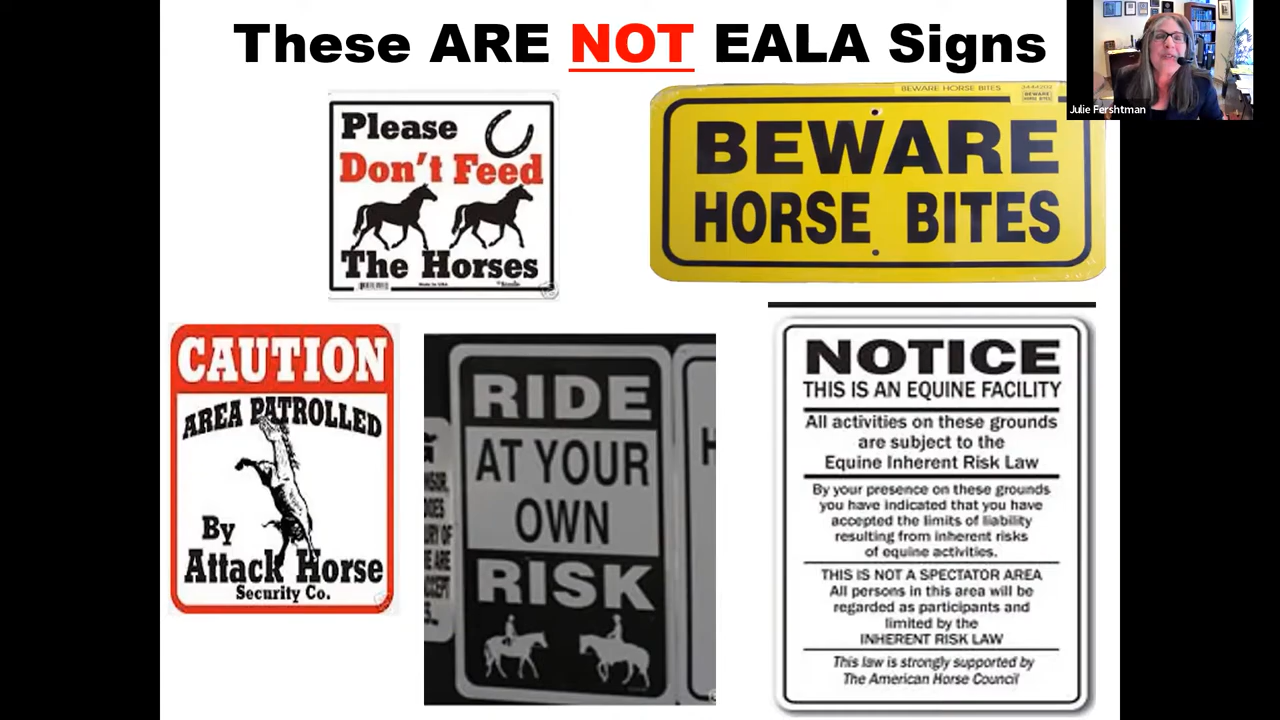 These ARE NOT EALA Signs
Julie Fershtman
Please
Don't Feed
The Horses
Made in USA
BEWARE HORSE BITES
BEWARE
HORSE BITES
CAUTION
AREA PATROLLED
By
Attack Horse
Security Co.
RIDE
AT YOUR
OWN
RISK
NOTICE
THIS IS AN EQUINE FACILITY
All activities on these grounds
are subject to the
Equine Inherent Risk Law
By your presence on these grounds
you have indicated that you have
accepted the limits of liability
resulting from inherent risks
of equine activities.
THIS IS NOT A SPECTATOR AREA
All persons in this area will be
regarded as participants and
limited by the
INHERENT RISK LAW
This law is strongly supported by
The American Horse Council